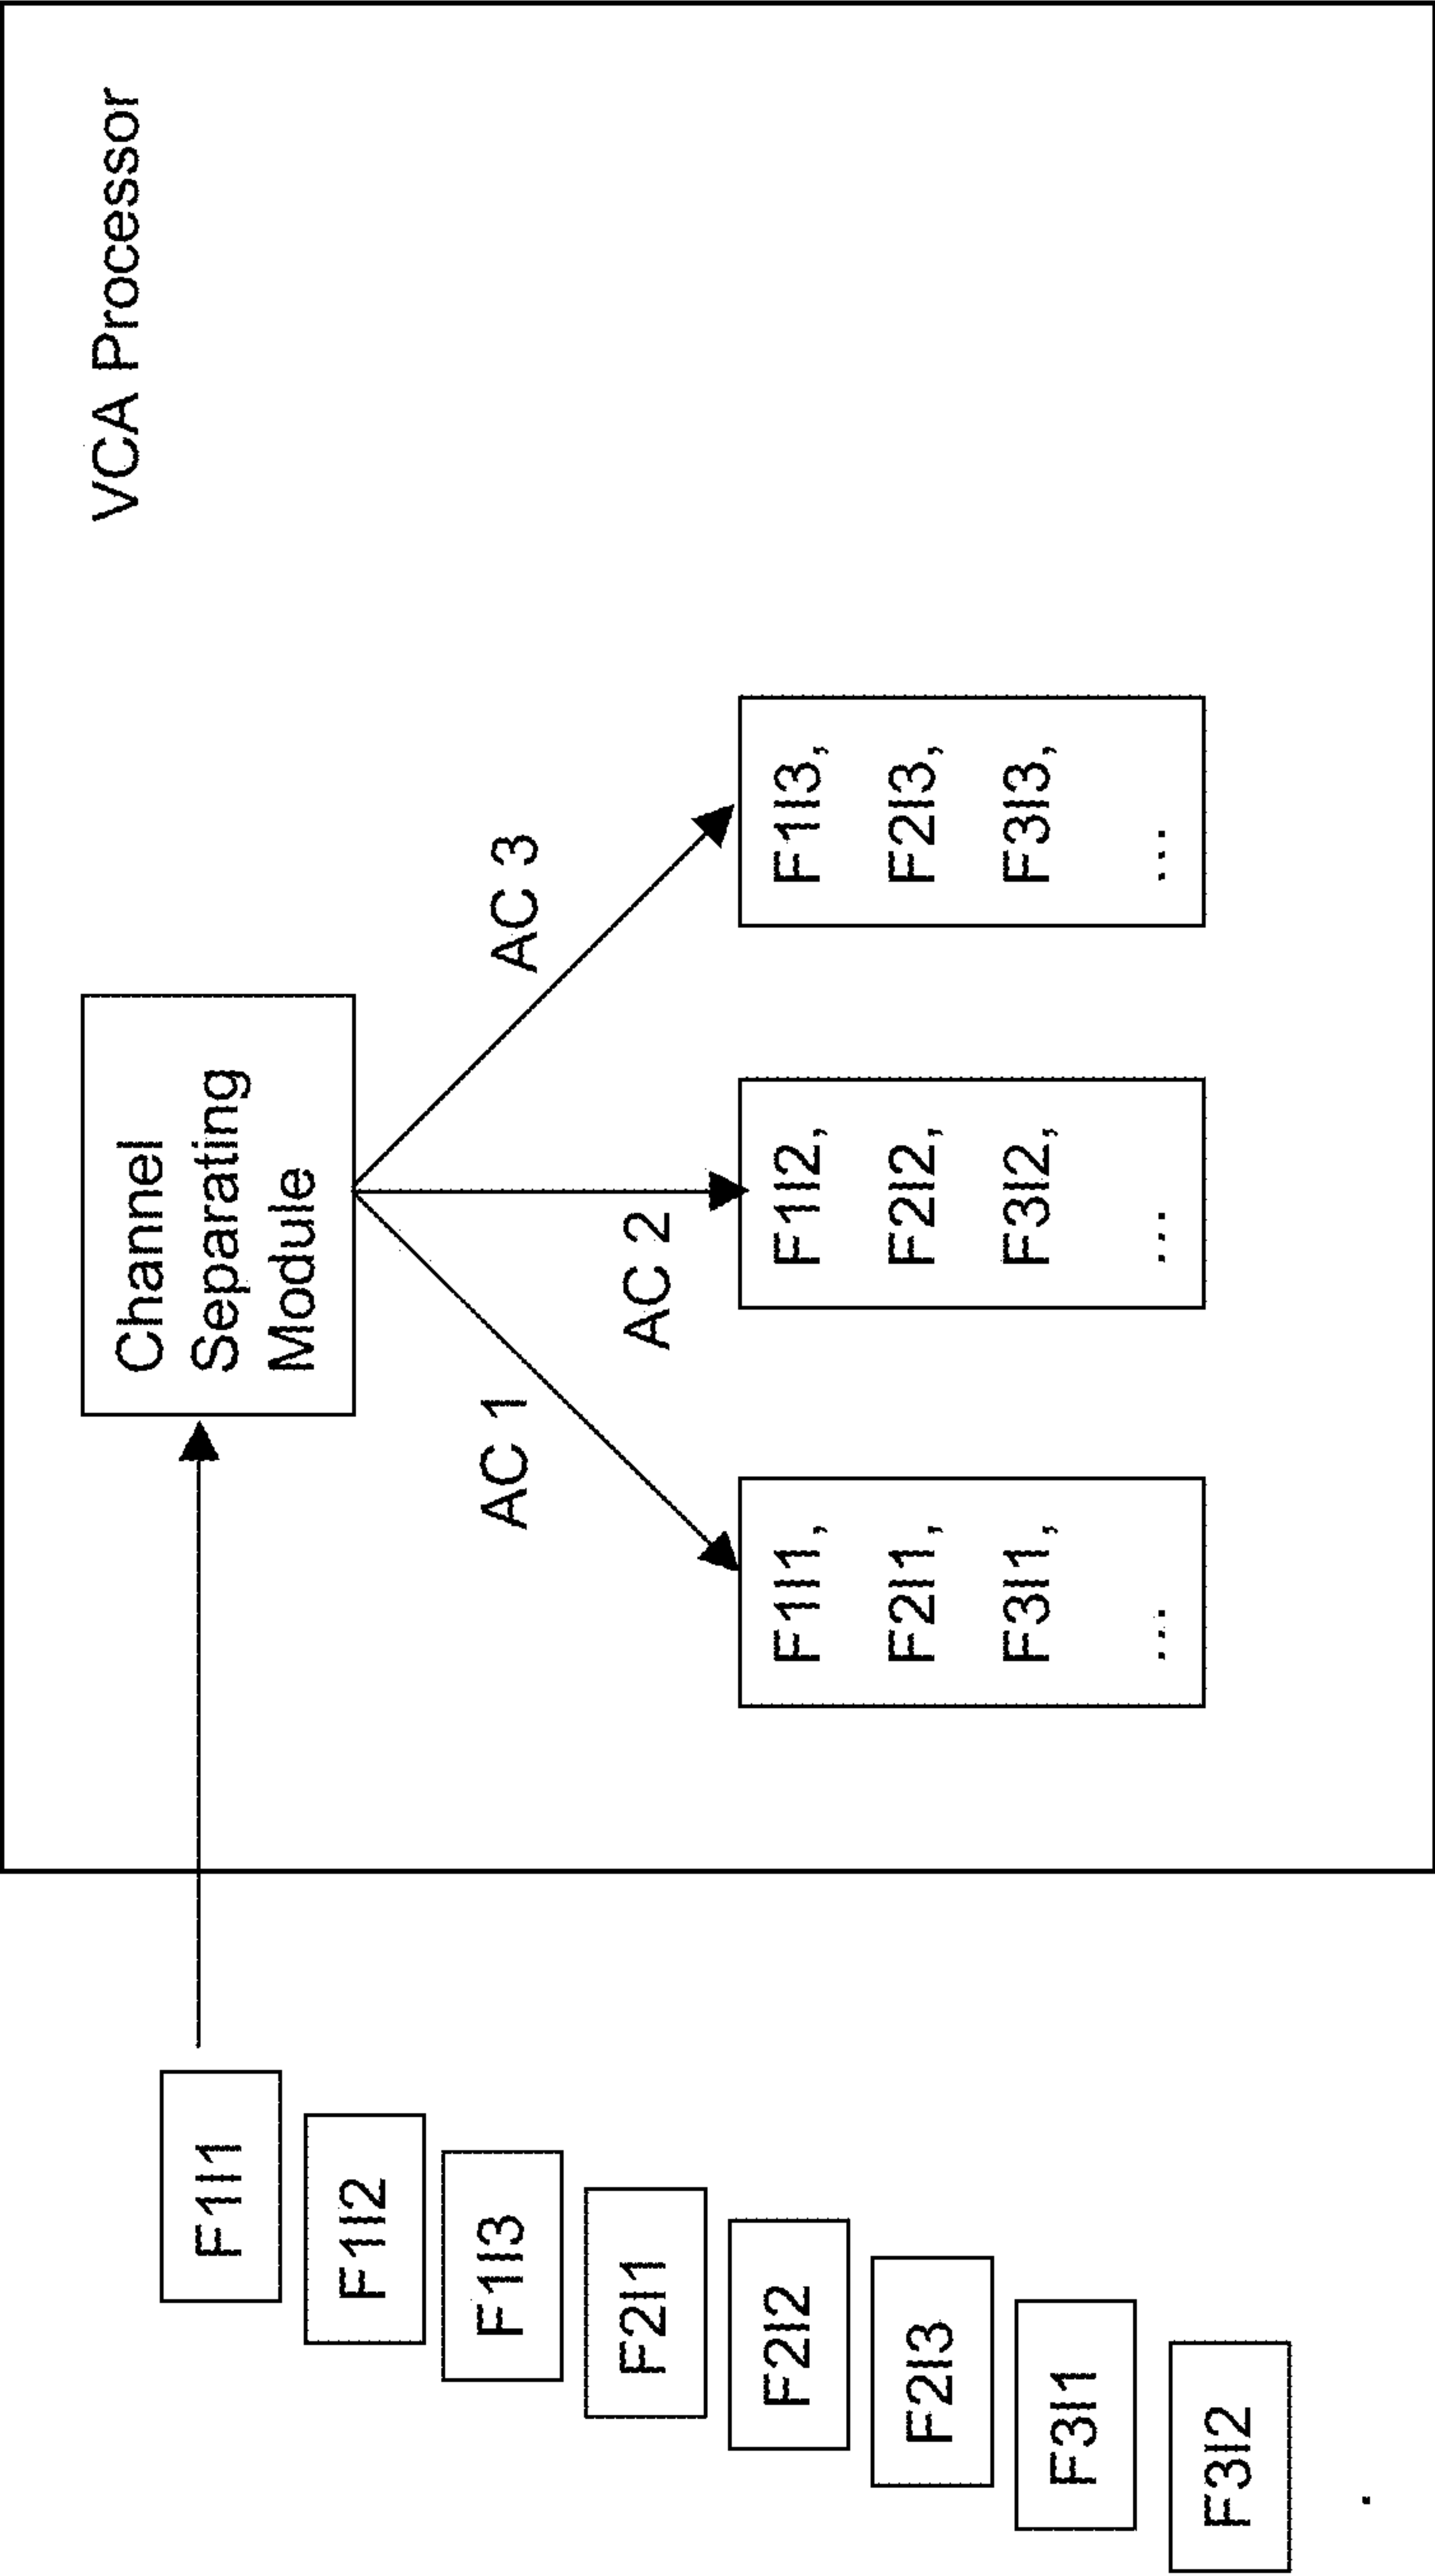 VCA Processor
Channel
Separating
Module
AC 1
AC 2
AC 3
F1I1,
F2I1,
F3I1,
...
F1I2,
F2I2,
F3I2,
...
F1I3,
F2I3,
F3I3,
...
F1I1
F1I2
F1I3
F2I1
F2I2
F2I3
F3I1
F3I2
.